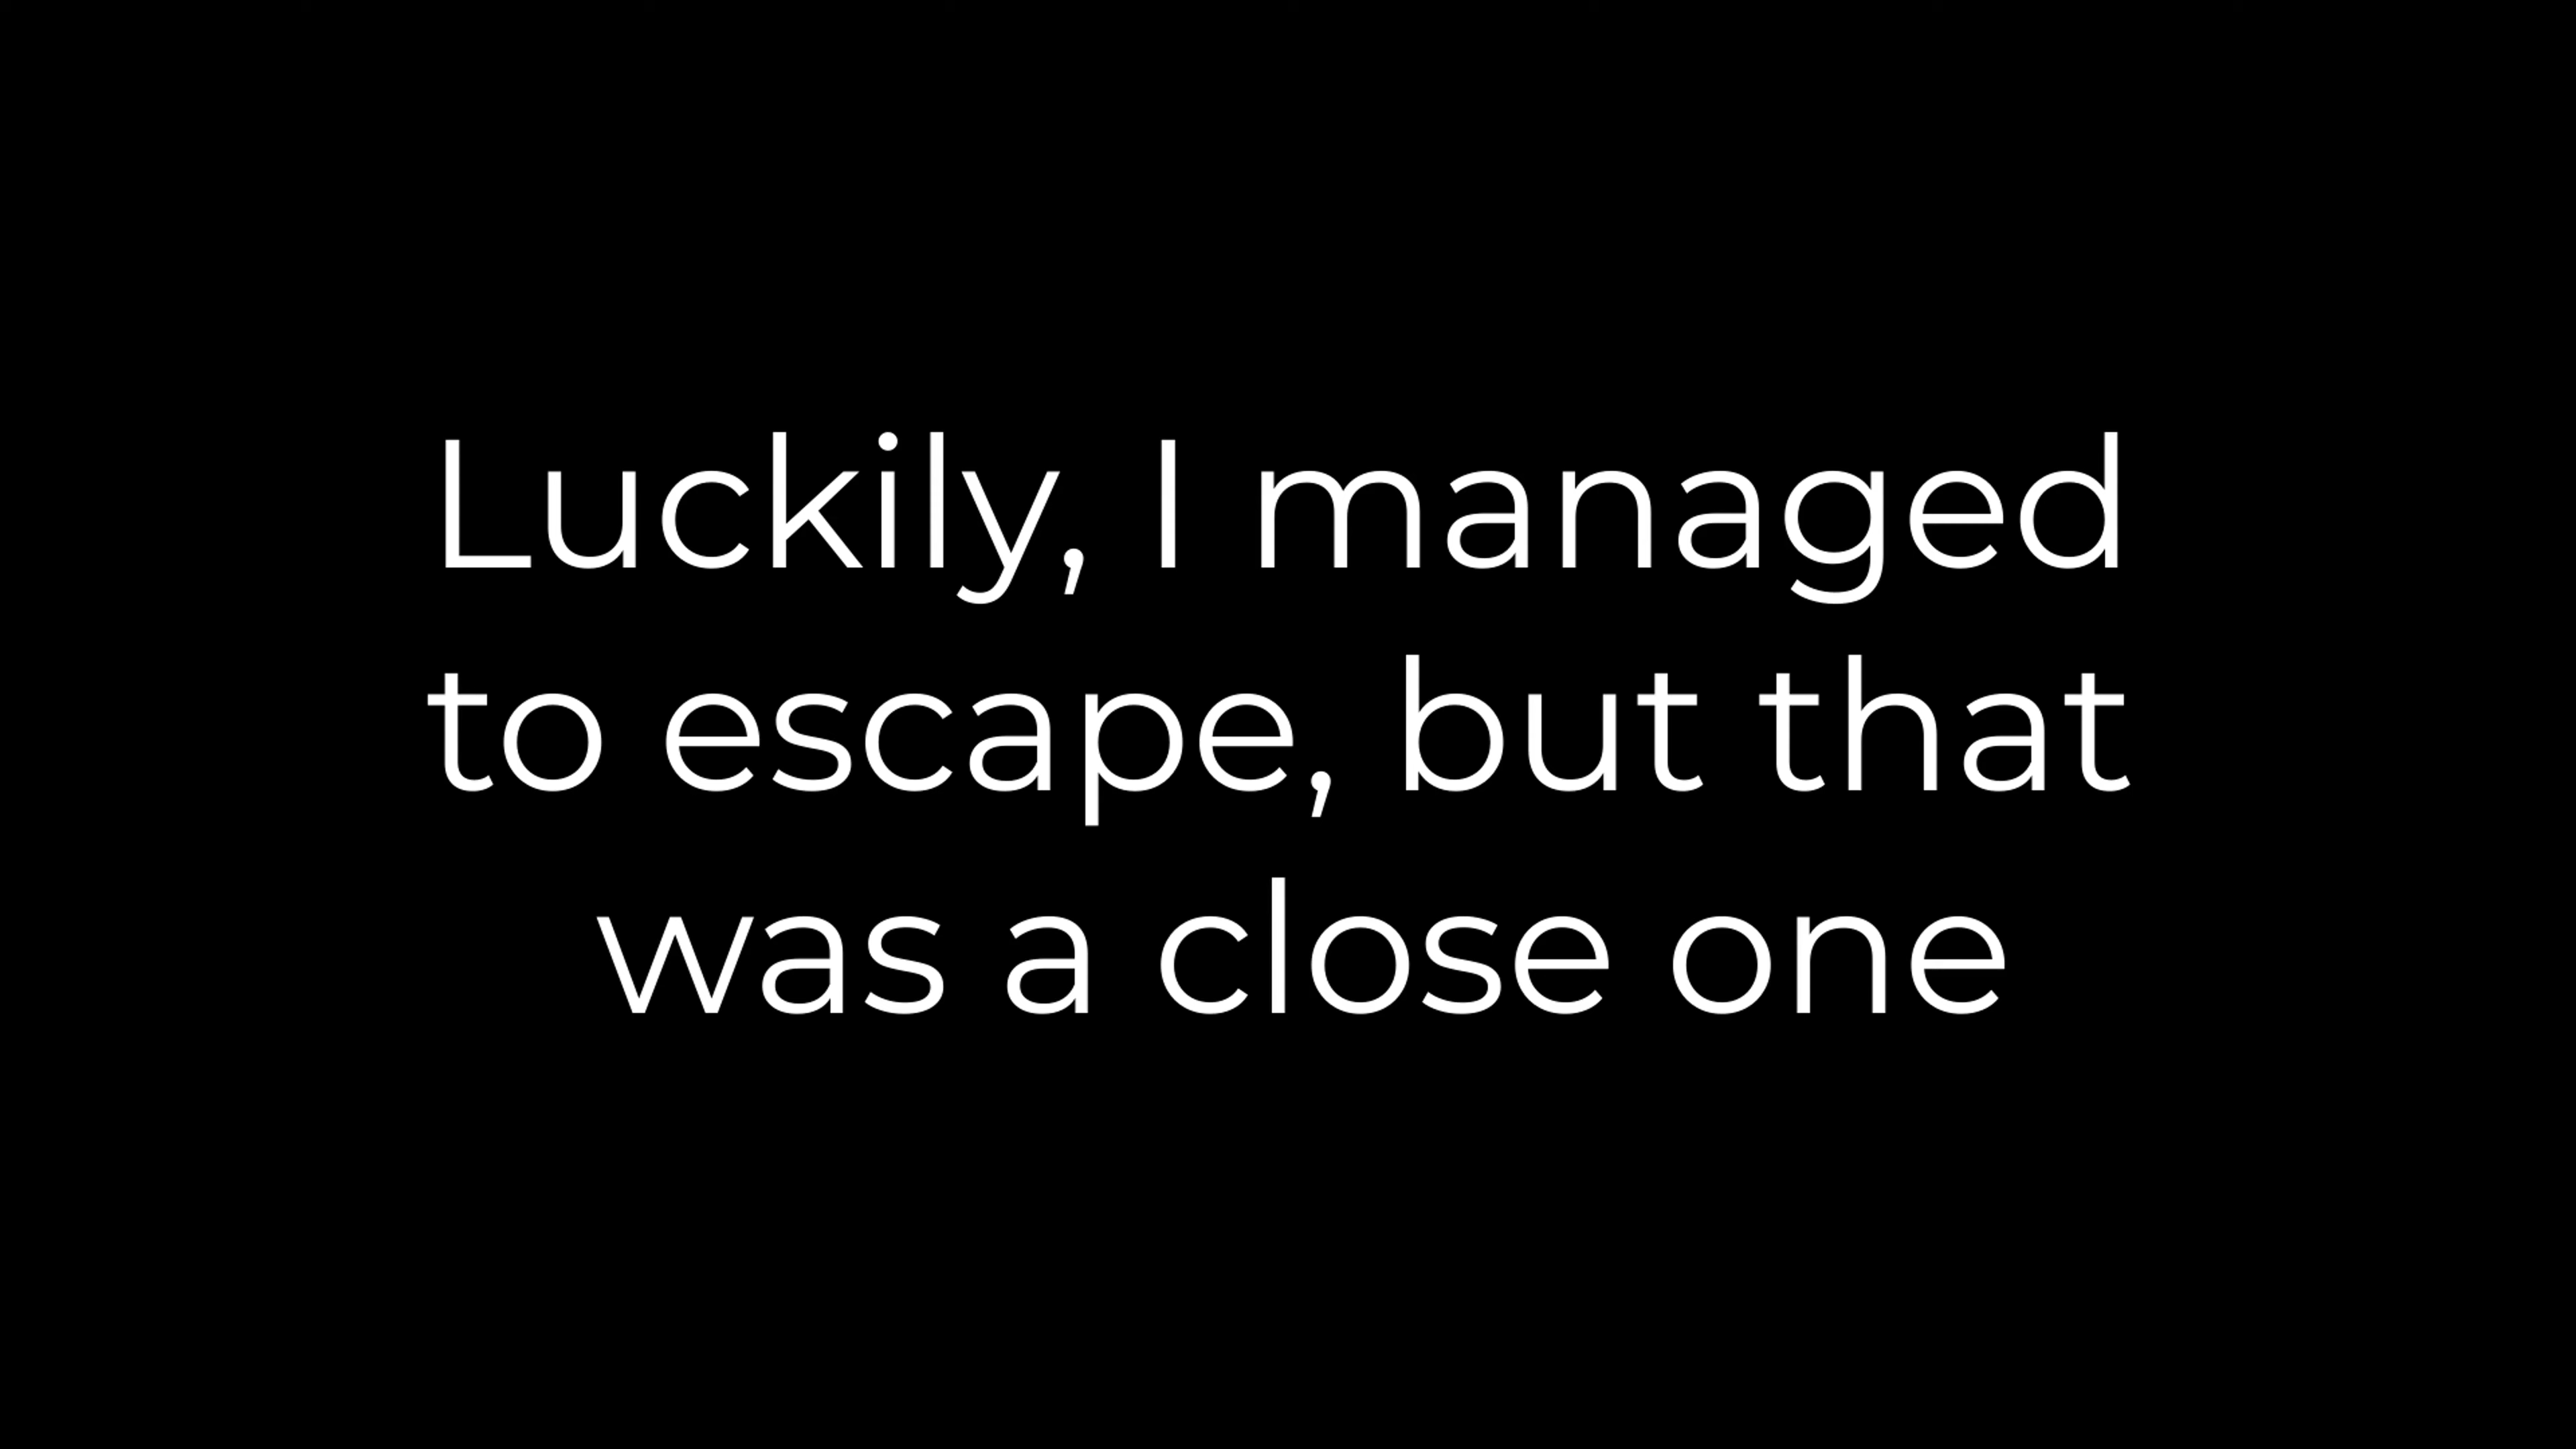 Luckily, I managed
to escape, but that
was a close one